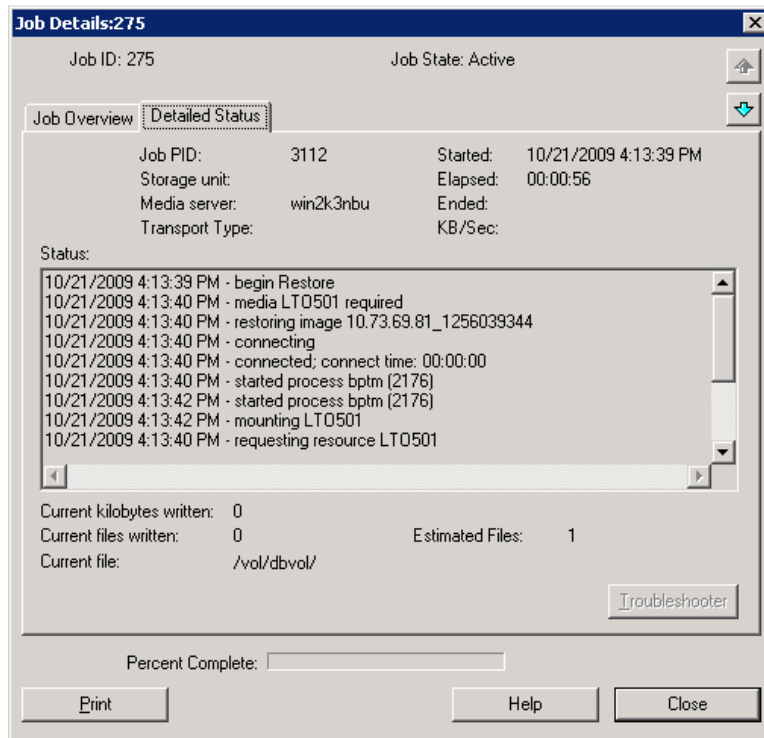 Job Details:275
Job ID: 275 Job State: Active
Job Overview Detailed Status
Job PID: 3112 Started: 10/21/2009 4:13:39 PM
Storage unit: Elapsed: 00:00:56
Media server: win2k3nbu Ended:
Transport Type: KB/Sec:
Status:
10/21/2009 4:13:39 PM - begin Restore
10/21/2009 4:13:40 PM - media LTO501 required
10/21/2009 4:13:40 PM - restoring image 10.73.69.81_1256039344
10/21/2009 4:13:40 PM - connecting
10/21/2009 4:13:40 PM - connected; connect time: 00:00:00
10/21/2009 4:13:40 PM - started process bptm (2176)
10/21/2009 4:13:42 PM - started process bptm (2176)
10/21/2009 4:13:42 PM - mounting LTO501
10/21/2009 4:13:40 PM - requesting resource LTO501
Current kilobytes written: 0
Current files written: 0 Estimated Files: 1
Current file: /vol/dbvol/
Troubleshooter
Percent Complete:
Print Help Close